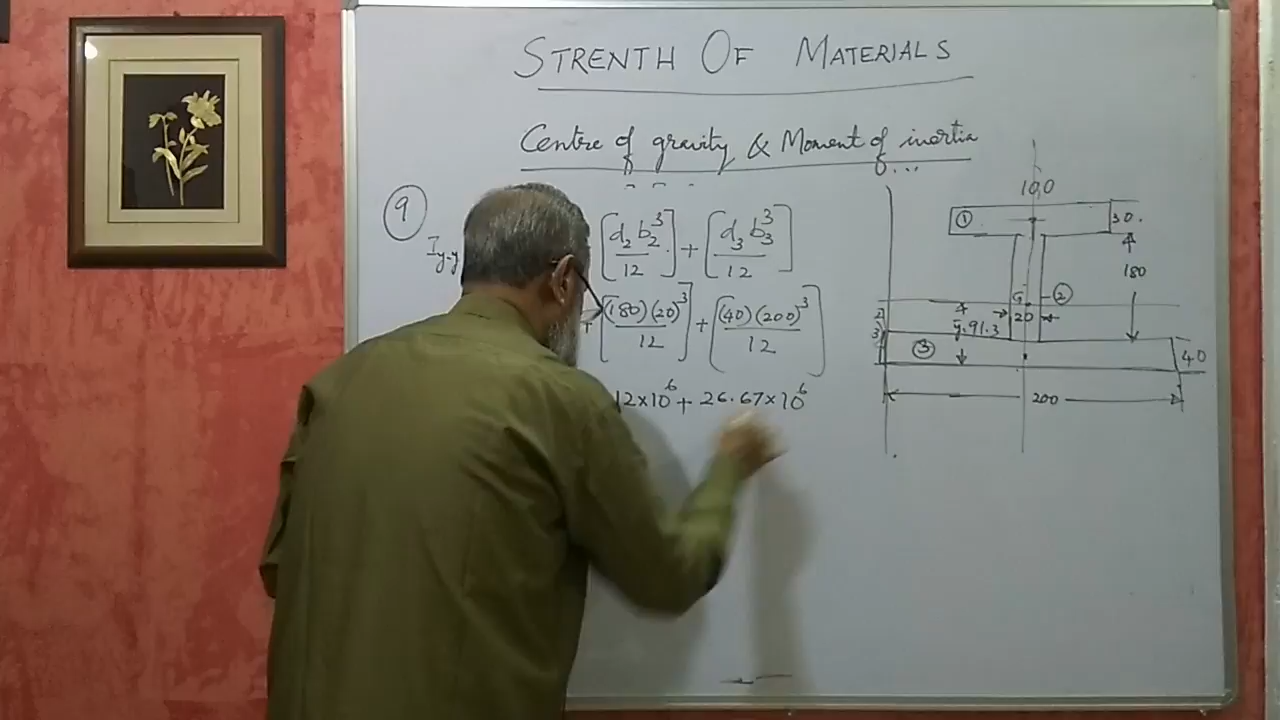 STRENTH OF MATERIALS
Centre of gravity & Moment of inertia of...
9
I y-y [d₂ b₂³ / 12] + [d₃ b₃³ / 12]
+ [(180)(20)³ / 12] + [(40)(200)³ / 12]
12×10⁶ + 26.67×10⁶
100
1
30
180
G
2
20
ȳ.91.3
3
40
200